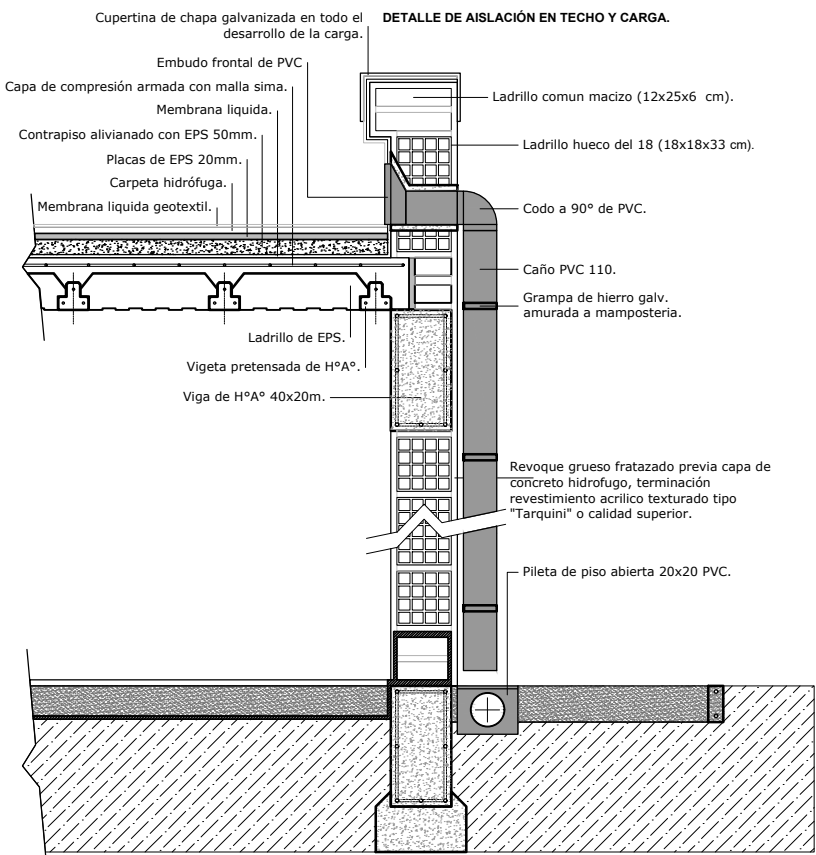 Cupertina de chapa galvanizada en todo el
desarrollo de la carga.
DETALLE DE AISLACIÓN EN TECHO Y CARGA.
Embudo frontal de PVC
Capa de compresión armada con malla sima.
Membrana liquida.
Contrapiso alivianado con EPS 50mm.
Placas de EPS 20mm.
Carpeta hidrófuga.
Membrana liquida geotextil.
Ladrillo comun macizo (12x25x6 cm).
Ladrillo hueco del 18 (18x18x33 cm).
Codo a 90° de PVC.
Caño PVC 110.
Grampa de hierro galv.
amurada a mamposteria.
Ladrillo de EPS.
Vigeta pretensada de H°A°.
Viga de H°A° 40x20m.
Revoque grueso fratazado previa capa de
concreto hidrofugo, terminación
revestimiento acrilico texturado tipo
"Tarquini" o calidad superior.
Pileta de piso abierta 20x20 PVC.